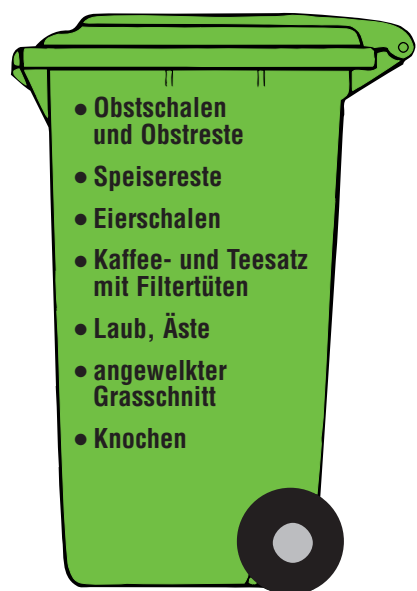 • Obstschalen
und Obstreste
• Speisereste
• Eierschalen
• Kaffee- und Teesatz
mit Filtertüten
• Laub, Äste
• angewelkter
Grasschnitt
• Knochen